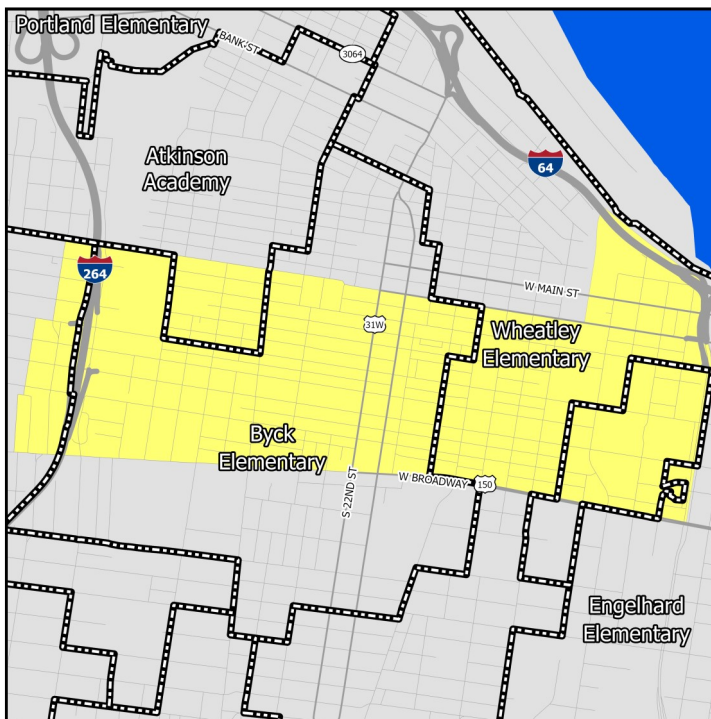 Portland Elementary
BANK ST
3064
Atkinson
Academy
64
264
W MAIN ST
31W
Wheatley
Elementary
Byck
Elementary
W BROADWAY
150
S 22ND ST
Engelhard
Elementary